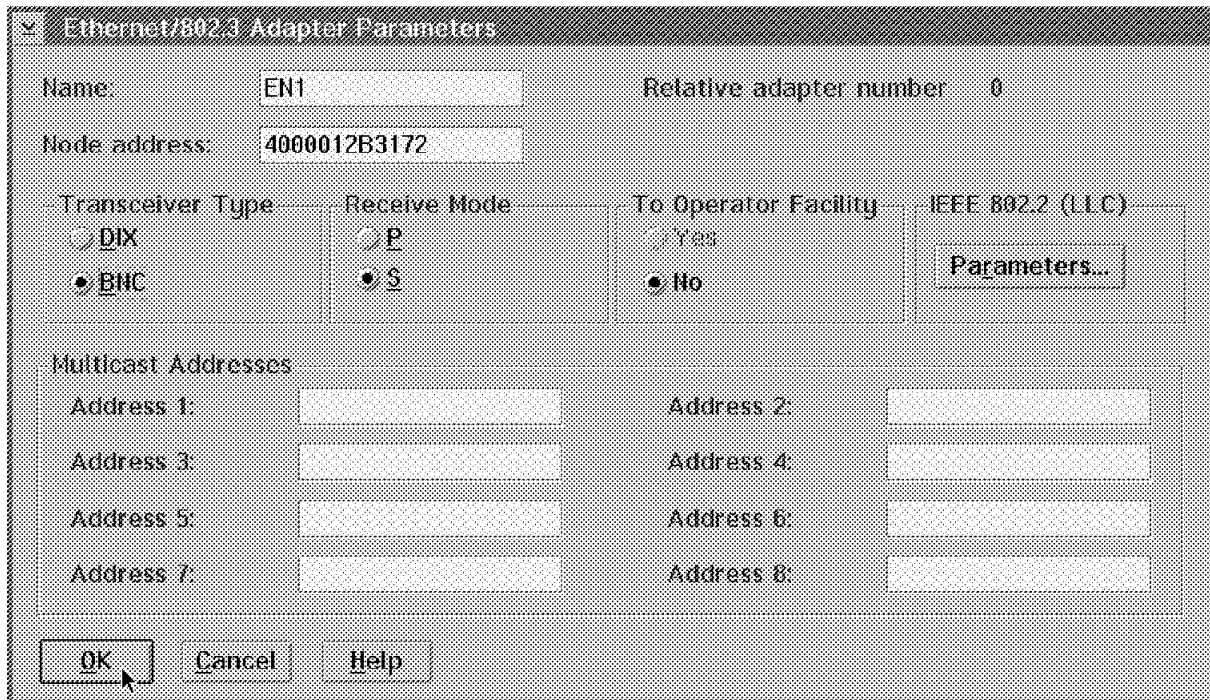 Ethernet/802.3 Adapter Parameters
Name: EN1 Relative adapter number 0
Node address: 4000012B3172
Transceiver Type Receive Mode To Operator Facility IEEE 802.2 (LLC)
DIX P Yes Parameters...
BNC S No
Multicast Addresses
Address 1: Address 2:
Address 3: Address 4:
Address 5: Address 6:
Address 7: Address 8:
OK Cancel Help